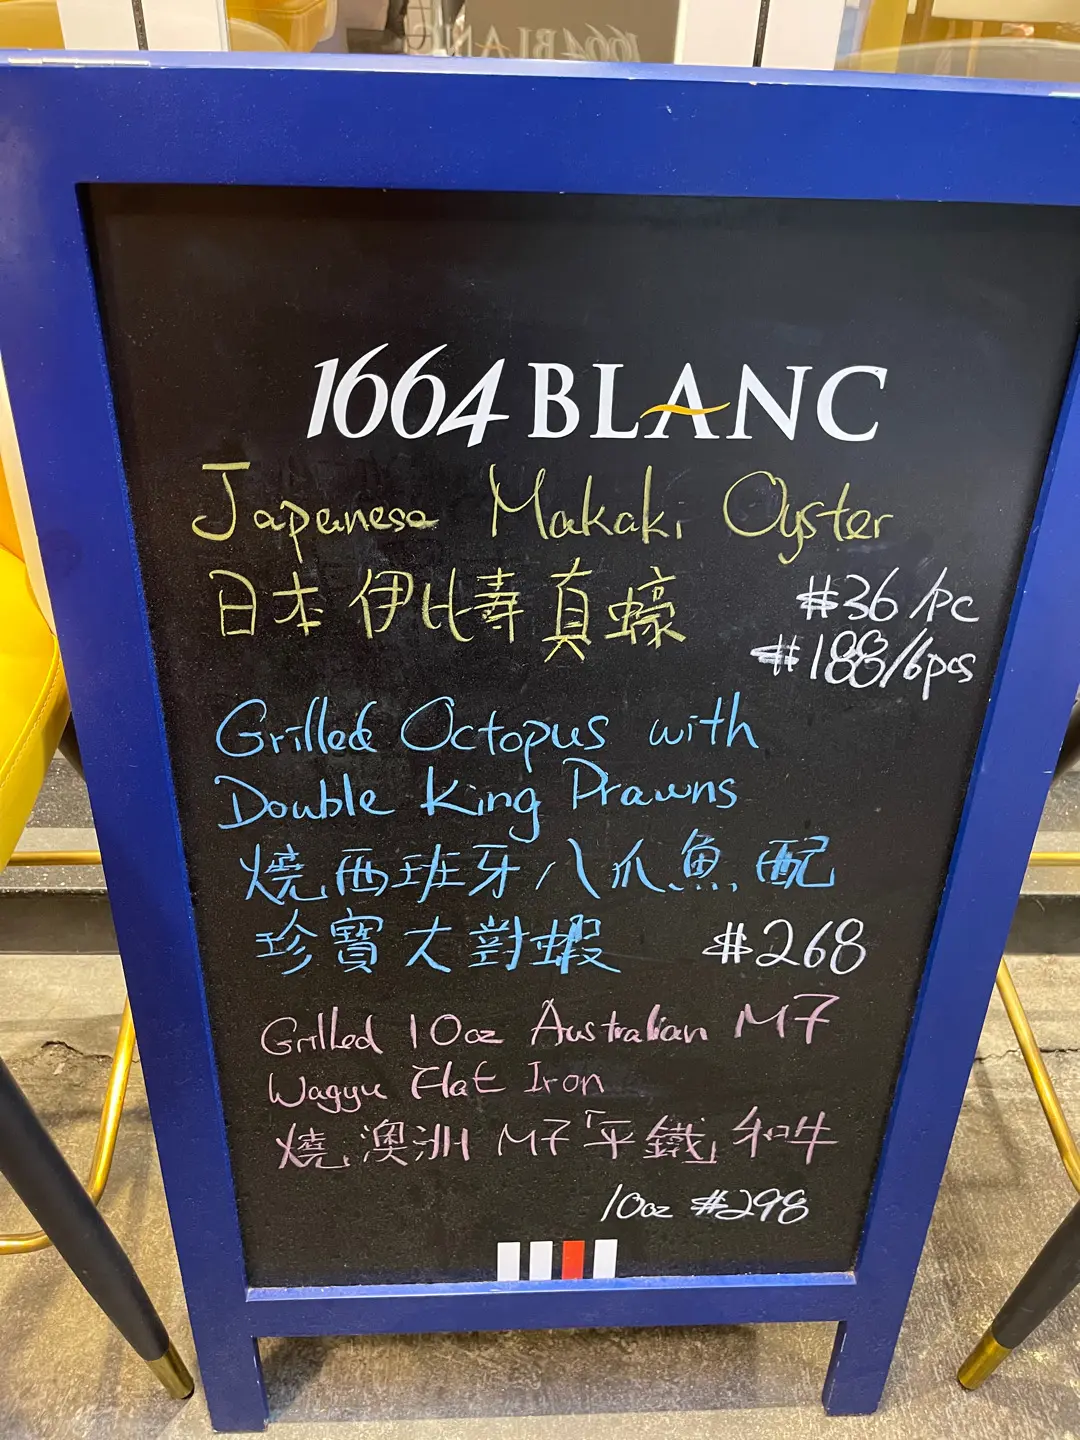 1664 BLANC
Japanese Makaki Oyster
日本伊比壽真蠔 $36/pc
$188/6pcs
Grilled Octopus with
Double King Prawns
燒西班牙八爪魚配
珍寶大對蝦 $268
Grilled 10oz Australian M7
Wagyu Flat Iron
燒澳洲M7「平鐵」和牛
10oz $298